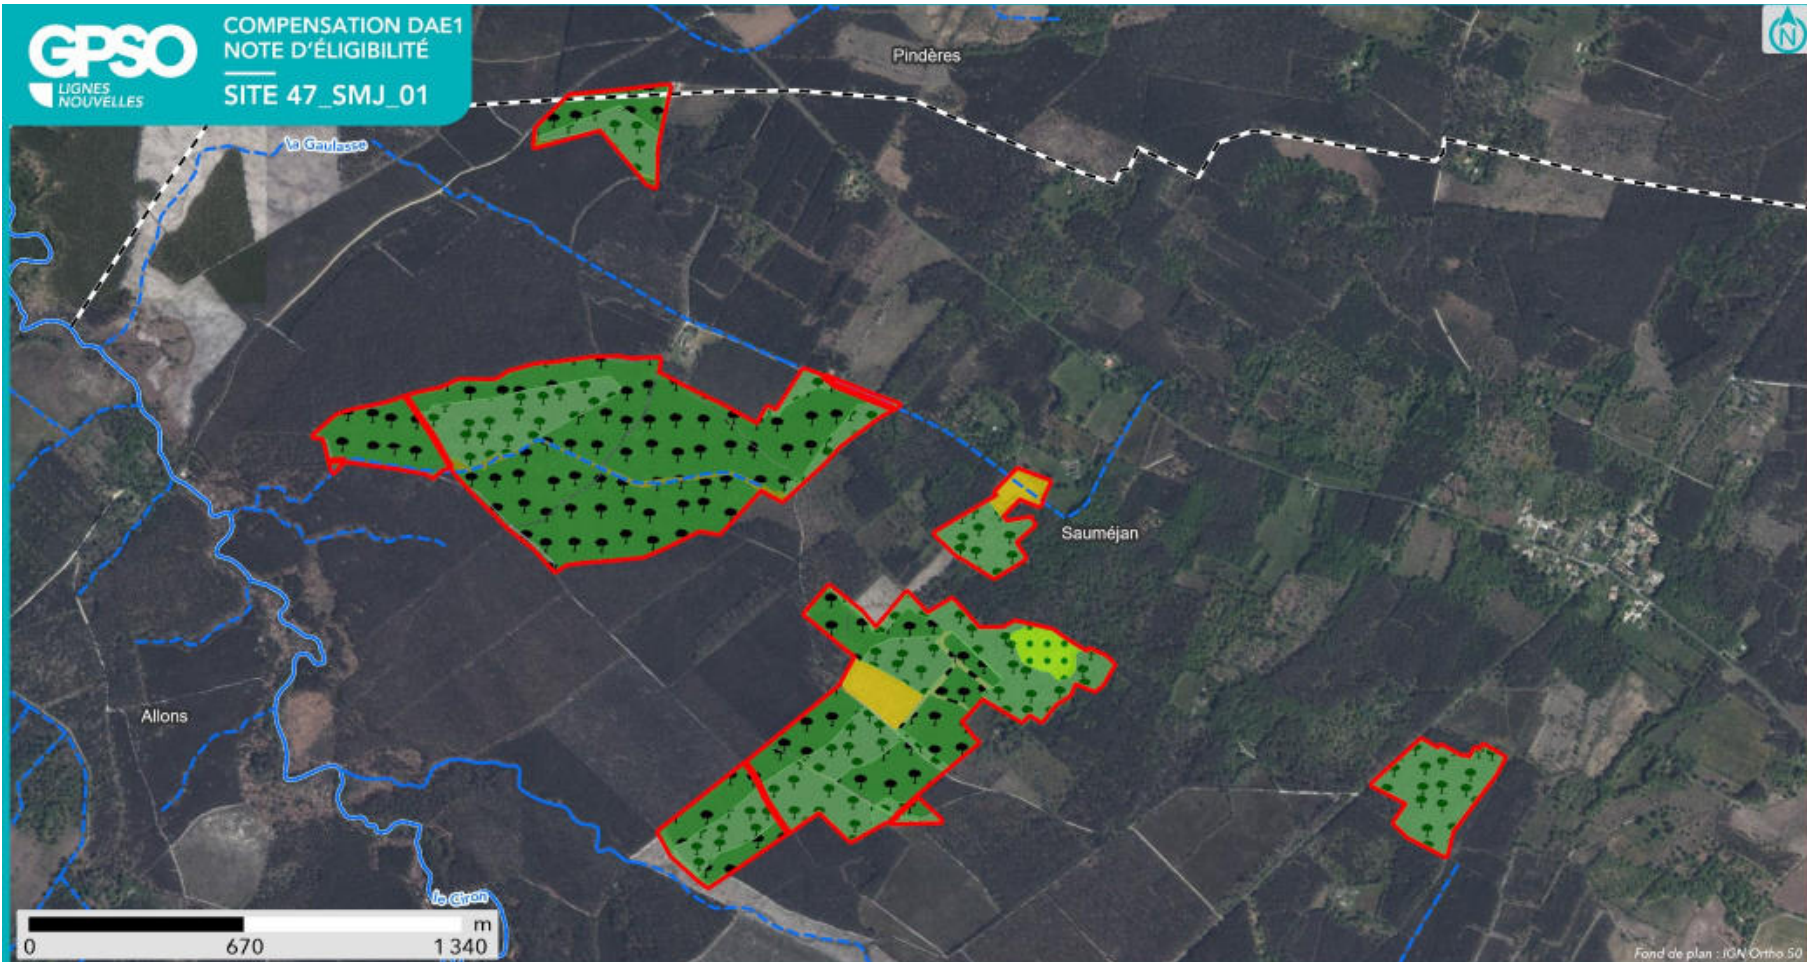 GPSO
LIGNES
NOUVELLES
COMPENSATION DAE1
NOTE D'ÉLIGIBILITÉ
SITE 47_SMJ_01
Pindères
N
la Gaulasse
Sauméjan
Allons
le Ciron
m
0 670 1 340
Fond de plan : IGN Ortho 50